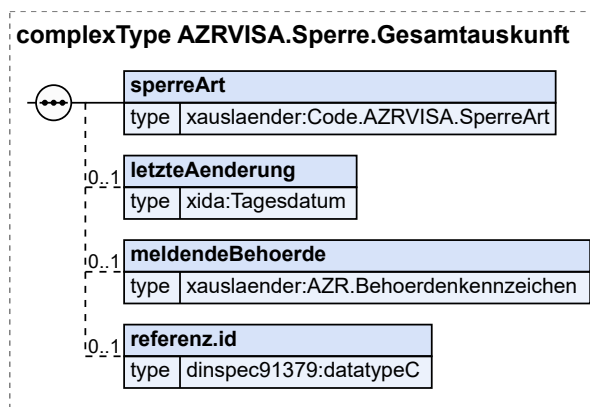 complexType AZRVISA.Sperre.Gesamtauskunft
sperreArt
type xauslaender:Code.AZRVISA.SperreArt
0..1 letzteAenderung
type xida:Tagesdatum
0..1 meldendeBehoerde
type xauslaender:AZR.Behoerdenkennzeichen
0..1 referenz.id
type dinspec91379:datatypeC